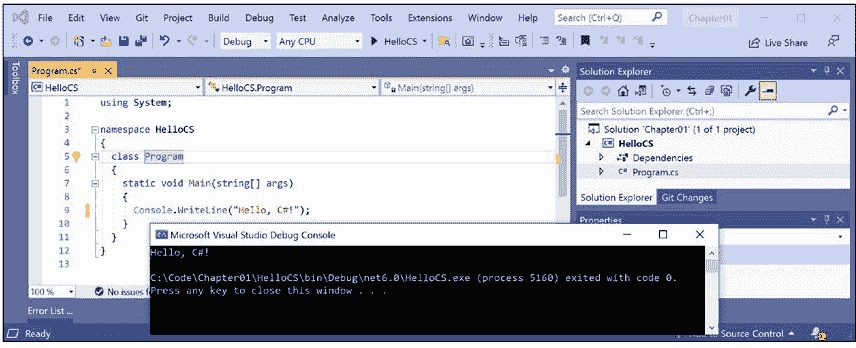 File Edit View Git Project Build Debug Test Analyze Tools Extensions Window Help Search (Ctrl+Q) Chapter01
Debug Any CPU HelloCS Live Share
Toolbox
Program.cs*
HelloCS HelloCS.Program Main(string[] args)
1 using System;
2
3 namespace HelloCS
4 {
5 class Program
6 {
7 static void Main(string[] args)
8 {
9 Console.WriteLine("Hello, C#!");
10 }
11 }
12 }
13
100 % No issues
Error List ...
Ready
Solution Explorer
Search Solution Explorer (Ctrl+;)
Solution 'Chapter01' (1 of 1 project)
C# HelloCS
Dependencies
C# Program.cs
Solution Explorer Git Changes
Properties
Microsoft Visual Studio Debug Console
Hello, C#!
C:\Code\Chapter01\HelloCS\bin\Debug\net6.0\HelloCS.exe (process 5160) exited with code 0.
Press any key to close this window . . .
Source Control